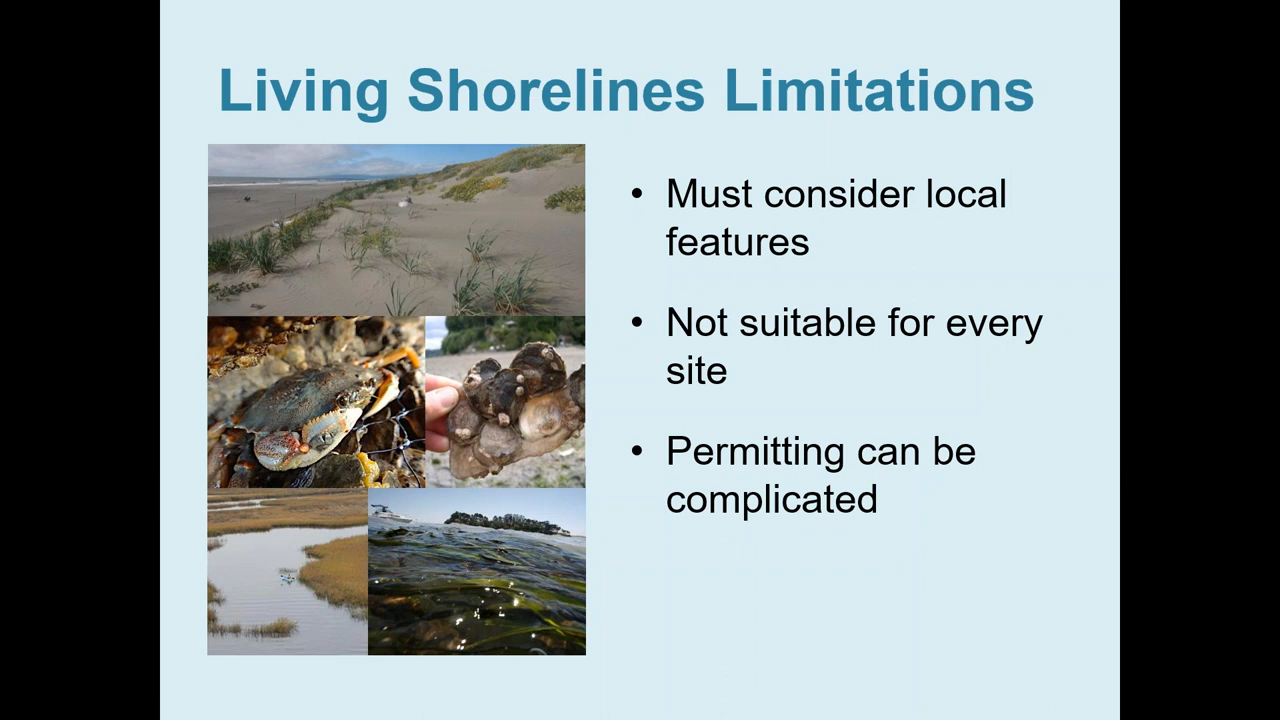 Living Shorelines Limitations
• Must consider local
features
• Not suitable for every
site
• Permitting can be
complicated